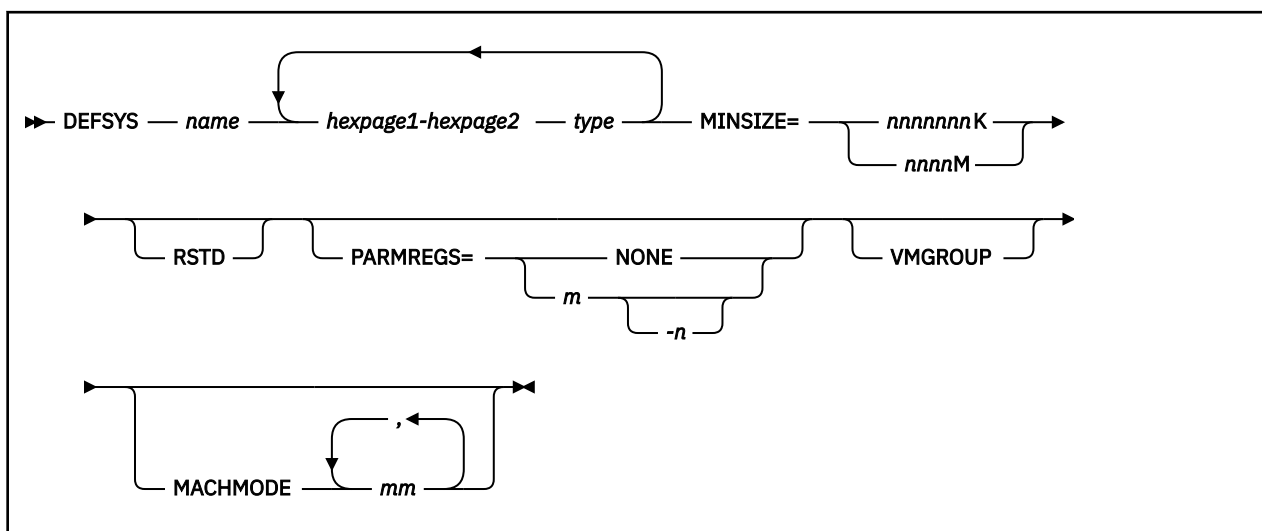 DEFSYS name hexpage1-hexpage2 type MINSIZE= nnnnnnnK
nnnnM
RSTD PARMREGS= NONE VMGROUP
m
-n
,
MACHMODE mm